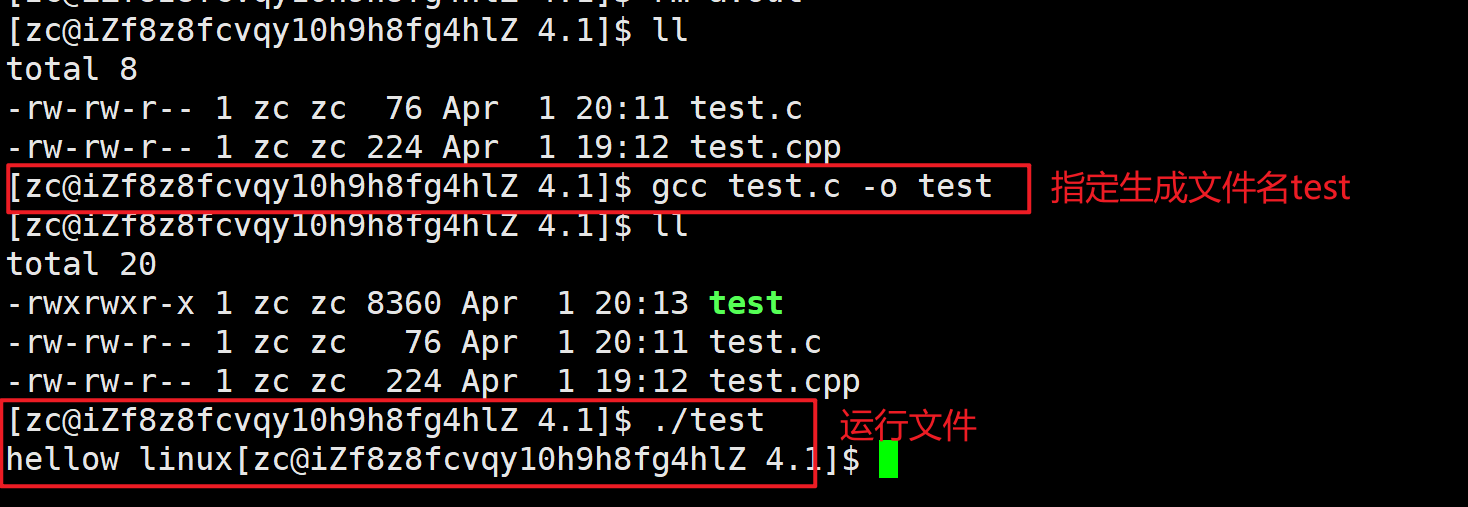 [zc@iZf8z8fcvqy10h9h8fg4hlZ 4.1]$ ll
total 8
-rw-rw-r-- 1 zc zc  76 Apr  1 20:11 test.c
-rw-rw-r-- 1 zc zc 224 Apr  1 19:12 test.cpp
[zc@iZf8z8fcvqy10h9h8fg4hlZ 4.1]$ gcc test.c -o test 指定生成文件名test
[zc@iZf8z8fcvqy10h9h8fg4hlZ 4.1]$ ll
total 20
-rwxrwxr-x 1 zc zc 8360 Apr  1 20:13 test
-rw-rw-r-- 1 zc zc   76 Apr  1 20:11 test.c
-rw-rw-r-- 1 zc zc  224 Apr  1 19:12 test.cpp
[zc@iZf8z8fcvqy10h9h8fg4hlZ 4.1]$ ./test 运行文件
hellow linux[zc@iZf8z8fcvqy10h9h8fg4hlZ 4.1]$